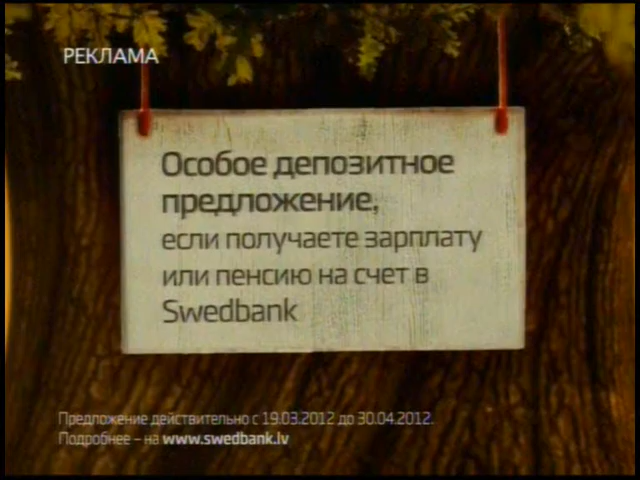 РЕКЛАМА
Особое депозитное
предложение,
если получаете зарплату
или пенсию на счет в
Swedbank
Предложение действительно с 19.03.2012 до 30.04.2012.
Подробнее – на www.swedbank.lv